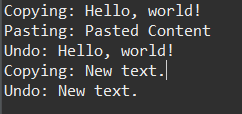 Copying: Hello, world!
Pasting: Pasted Content
Undo: Hello, world!
Copying: New text.
Undo: New text.